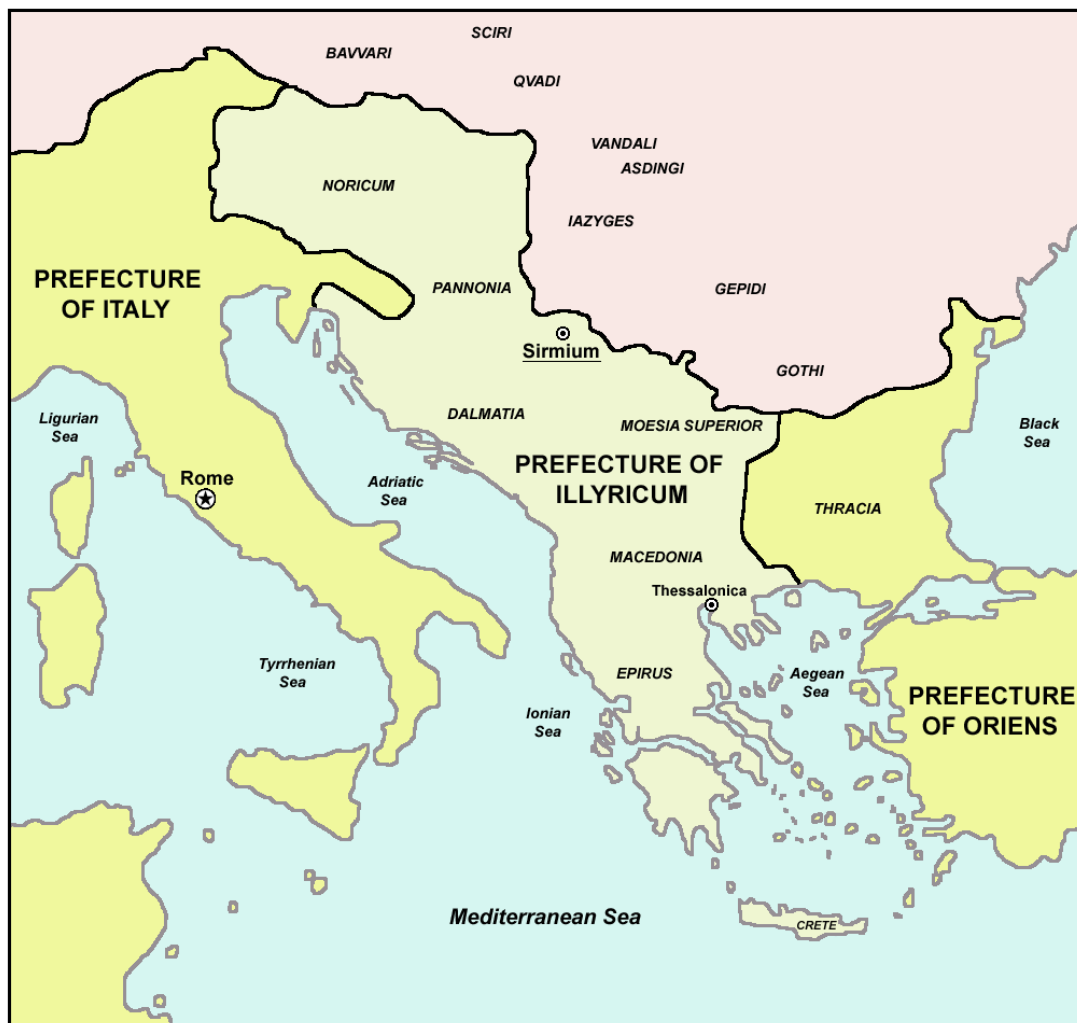 SCIRI
BAVVARI
QVADI
VANDALI
ASDINGI
NORICUM
IAZYGES
PREFECTURE
OF ITALY
PANNONIA
GEPIDI
Sirmium
GOTHI
Ligurian
Sea
DALMATIA
MOESIA SUPERIOR
Black
Sea
PREFECTURE OF
ILLYRICUM
Rome
Adriatic
Sea
THRACIA
MACEDONIA
Thessalonica
Tyrrhenian
Sea
EPIRUS
Aegean
Sea
PREFECTURE
OF ORIENS
Ionian
Sea
Mediterranean Sea
CRETE